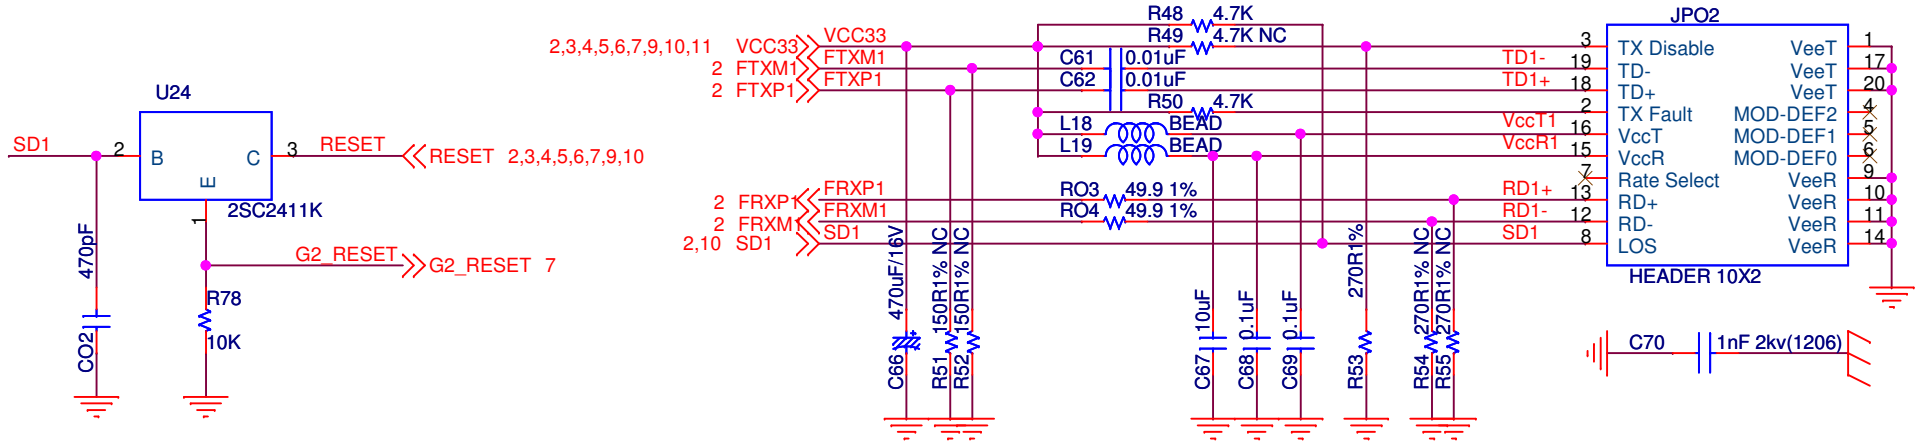 U24
SD1
2
B
C
3
RESET
RESET 2,3,4,5,6,7,9,10
E
2SC2411K
1
470pF
G2_RESET
G2_RESET 7
R78
10K
CO2
2,3,4,5,6,7,9,10,11 VCC33
VCC33
2 FTXM1
FTXM1
2 FTXP1
FTXP1
R48 4.7K
R49 4.7K NC
C61 0.01uF
C62 0.01uF
R50 4.7K
L18 BEAD
L19 BEAD
2 FRXP1
FRXP1
2 FRXM1
FRXM1
2,10 SD1
SD1
RO3 49.9 1%
RO4 49.9 1%
TD1-
TD1+
VccT1
VccR1
RD1+
RD1-
SD1
C66 470uF/16V
R51 150R1% NC
R52 150R1% NC
C67 10uF
C68 0.1uF
C69 0.1uF
R53 270R1%
R54 270R1% NC
R55 270R1% NC
JPO2
3 TX Disable VeeT 1
19 TD- VeeT 17
18 TD+ VeeT 20
2 TX Fault MOD-DEF2 4
16 VccT MOD-DEF1 5
15 VccR MOD-DEF0 6
7 Rate Select VeeR 9
13 RD+ VeeR 10
12 RD- VeeR 11
8 LOS VeeR 14
HEADER 10X2
C70 1nF 2kv(1206)